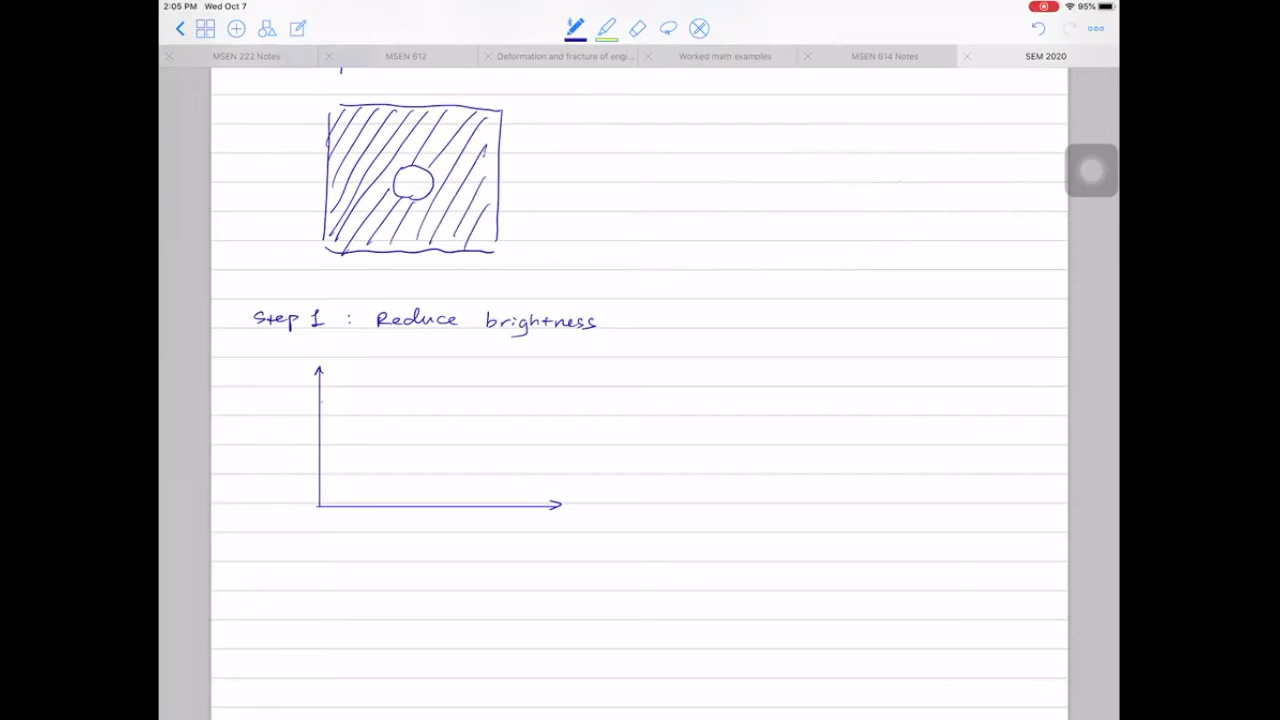 2:05 PM Wed Oct 7
95%
MSEN 222 Notes
MSEN 612
Deformation and fracture of engi...
Worked math examples
MSEN 614 Notes
SEM 2020
Step 1 : Reduce brightness